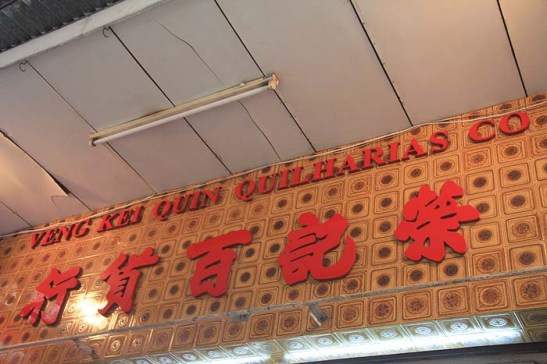 VENG KEI QUIN QUILHARIAS CO
榮記百貨行